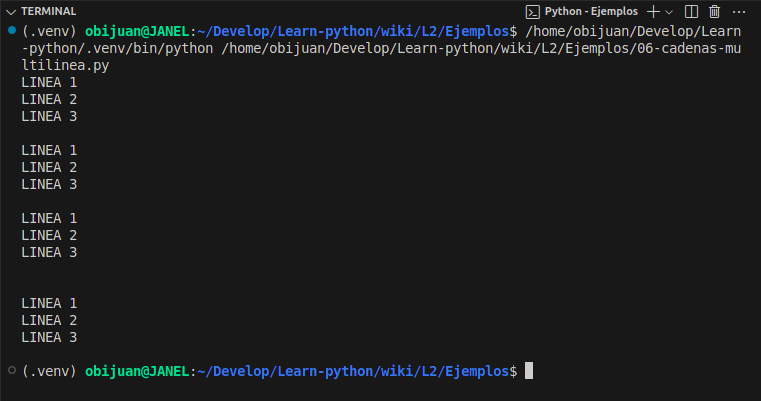 TERMINAL
Python - Ejemplos
(.venv) obijuan@JANEL:~/Develop/Learn-python/wiki/L2/Ejemplos$ /home/obijuan/Develop/Learn
-python/.venv/bin/python /home/obijuan/Develop/Learn-python/wiki/L2/Ejemplos/06-cadenas-mu
ltilinea.py
LINEA 1
LINEA 2
LINEA 3
LINEA 1
LINEA 2
LINEA 3
LINEA 1
LINEA 2
LINEA 3
LINEA 1
LINEA 2
LINEA 3
(.venv) obijuan@JANEL:~/Develop/Learn-python/wiki/L2/Ejemplos$